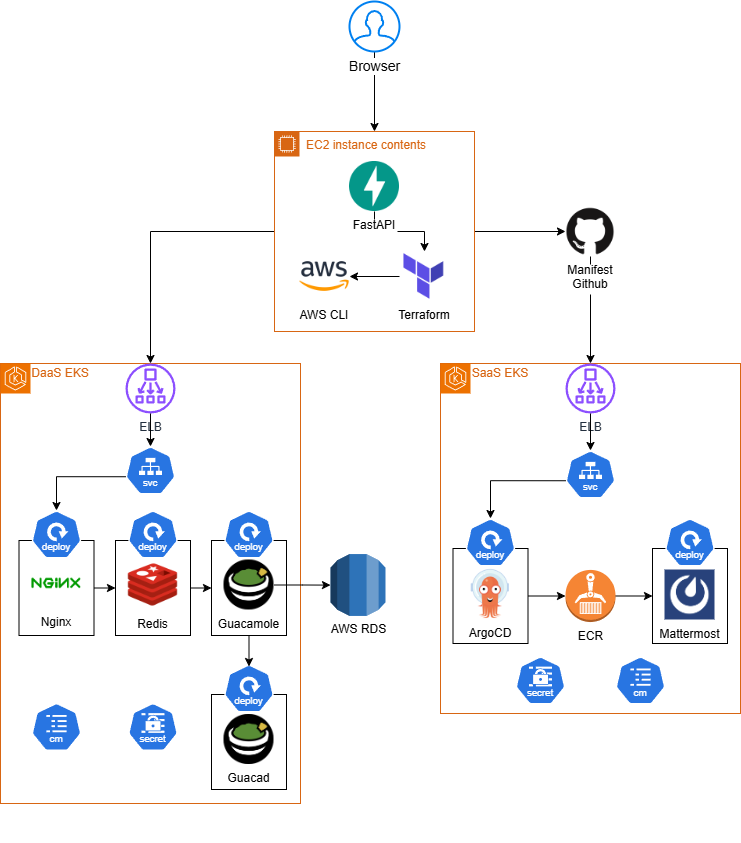 Browser
EC2 instance contents
FastAPI
aws
AWS CLI
Terraform
Manifest
Github
DaaS EKS
ELB
svc
deploy
deploy
deploy
NGINX
Nginx
Redis
Guacamole
AWS RDS
deploy
cm
secret
Guacad
SaaS EKS
ELB
svc
deploy
deploy
ArgoCD
ECR
Mattermost
secret
cm